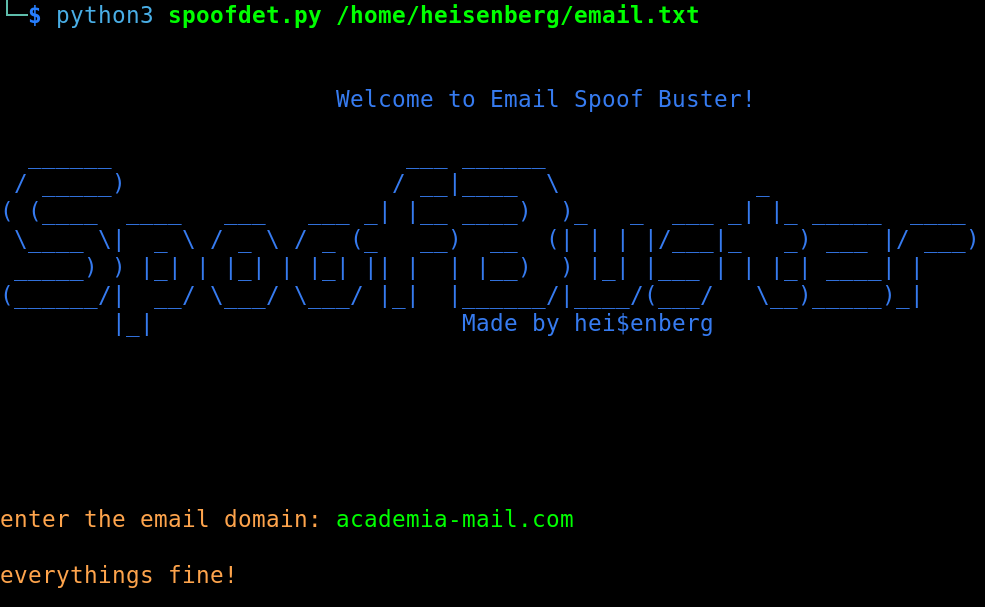 $ python3 spoofdet.py /home/heisenberg/email.txt
Welcome to Email Spoof Buster!
SpoofBuster
Made by hei$enberg
enter the email domain: academia-mail.com
everythings fine!